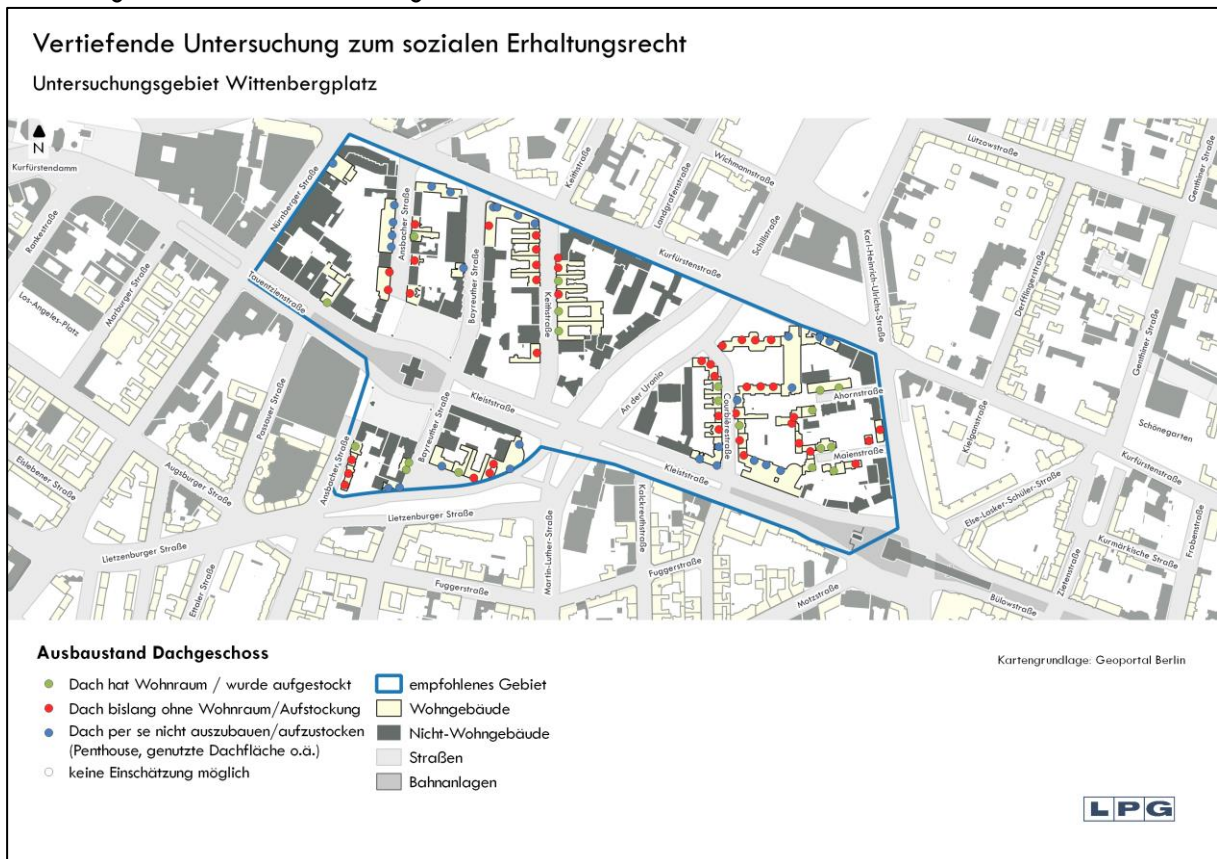 Vertiefende Untersuchung zum sozialen Erhaltungsrecht
Untersuchungsgebiet Wittenbergplatz
N
Kurfürstendamm
Rankestraße
Los-Angeles-Platz
Marburger Straße
Nürnberger Straße
Tauentzienstraße
Ansbacher Straße
Bayreuther Straße
Keithstraße
Keithstraße
Landgrafenstraße
Wichmannstraße
Schillstraße
Kurfürstenstraße
Lützowstraße
Genthiner Straße
Karl-Heinrich-Ulrichs-Straße
Derfflingerstraße
Genthiner Straße
An der Urania
Kleiststraße
Courbièrestraße
Ahornstraße
Maienstraße
Kielganstraße
Schönegarten
Kurfürstenstraße
Passauer Straße
Augsburger Straße
Eislebener Straße
Ansbacher Straße
Bayreuther Straße
Kleiststraße
Lietzenburger Straße
Lietzenburger Straße
Ettaler Straße
Fuggerstraße
Martin-Luther-Straße
Kalckreuthstraße
Fuggerstraße
Motzstraße
Else-Lasker-Schüler-Straße
Kurmärkische Straße
Frobenstraße
Zietenstraße
Bülowstraße
Ausbaustand Dachgeschoss
Dach hat Wohnraum / wurde aufgestockt
Dach bislang ohne Wohnraum/Aufstockung
Dach per se nicht auszubauen/aufzustocken
(Penthouse, genutzte Dachfläche o.ä.)
keine Einschätzung möglich
empfohlenes Gebiet
Wohngebäude
Nicht-Wohngebäude
Straßen
Bahnanlagen
Kartengrundlage: Geoportal Berlin
LPG